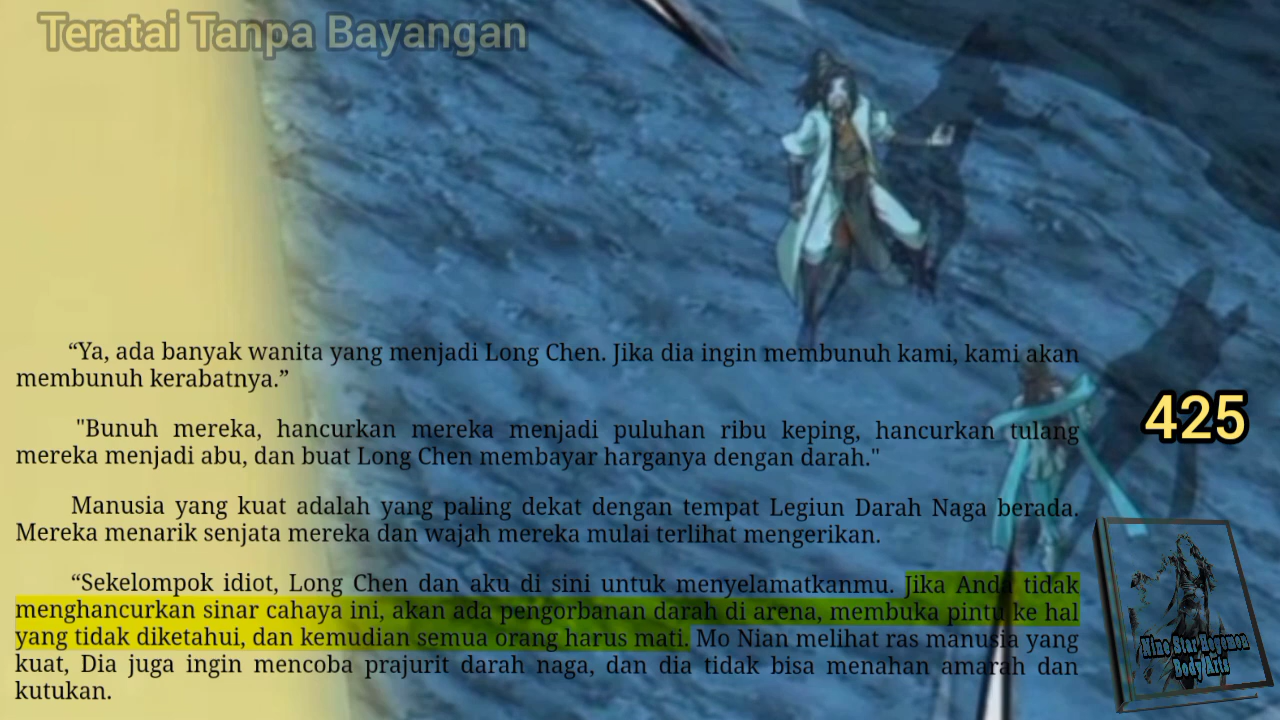 Teratai Tanpa Bayangan
“Ya, ada banyak wanita yang menjadi Long Chen. Jika dia ingin membunuh kami, kami akan
membunuh kerabatnya.”
"Bunuh mereka, hancurkan mereka menjadi puluhan ribu keping, hancurkan tulang
mereka menjadi abu, dan buat Long Chen membayar harganya dengan darah."
Manusia yang kuat adalah yang paling dekat dengan tempat Legiun Darah Naga berada.
Mereka menarik senjata mereka dan wajah mereka mulai terlihat mengerikan.
“Sekelompok idiot, Long Chen dan aku di sini untuk menyelamatkanmu. Jika Anda tidak
menghancurkan sinar cahaya ini, akan ada pengorbanan darah di arena, membuka pintu ke hal
yang tidak diketahui, dan kemudian semua orang harus mati. Mo Nian melihat ras manusia yang
kuat, Dia juga ingin mencoba prajurit darah naga, dan dia tidak bisa menahan amarah dan
kutukan.
425
Nine Star Hegemon
Body Arts